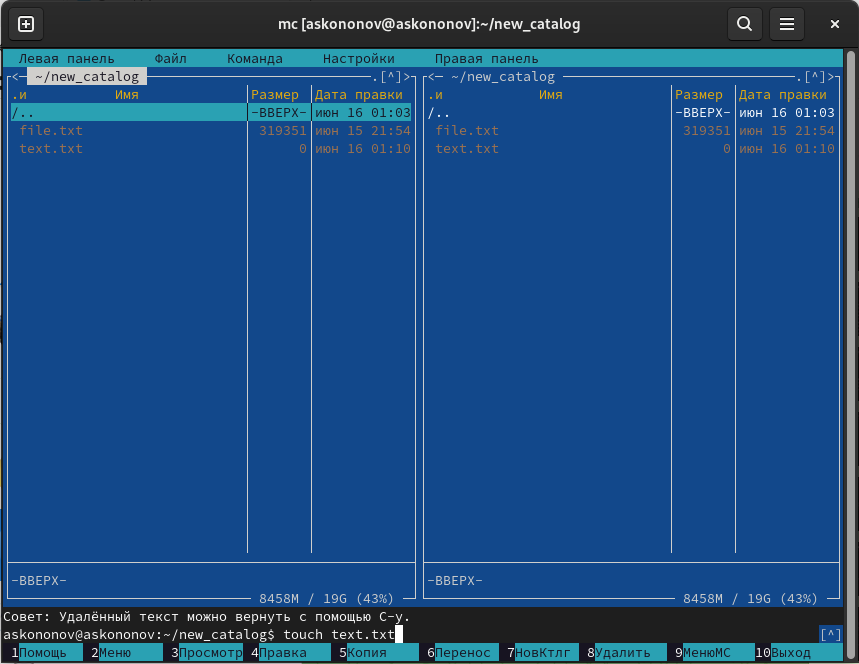 mc [askononov@askononov]:~/new_catalog
Левая панель Файл Команда Настройки Правая панель
<─ ~/new_catalog ─.[^]>
.и Имя Размер Дата правки
/.. -ВВЕРХ- июн 16 01:03
file.txt 319351 июн 15 21:54
text.txt 0 июн 16 01:10
-ВВЕРХ-
8458M / 19G (43%)
<─ ~/new_catalog ─.[^]>
.и Имя Размер Дата правки
/.. -ВВЕРХ- июн 16 01:03
file.txt 319351 июн 15 21:54
text.txt 0 июн 16 01:10
-ВВЕРХ-
8458M / 19G (43%)
Совет: Удалённый текст можно вернуть с помощью C-y.
askononov@askononov:~/new_catalog$ touch text.txt [^]
1Помощь 2Меню 3Просмотр 4Правка 5Копия 6Перенос 7НовКтлг 8Удалить 9МенюMC 10Выход